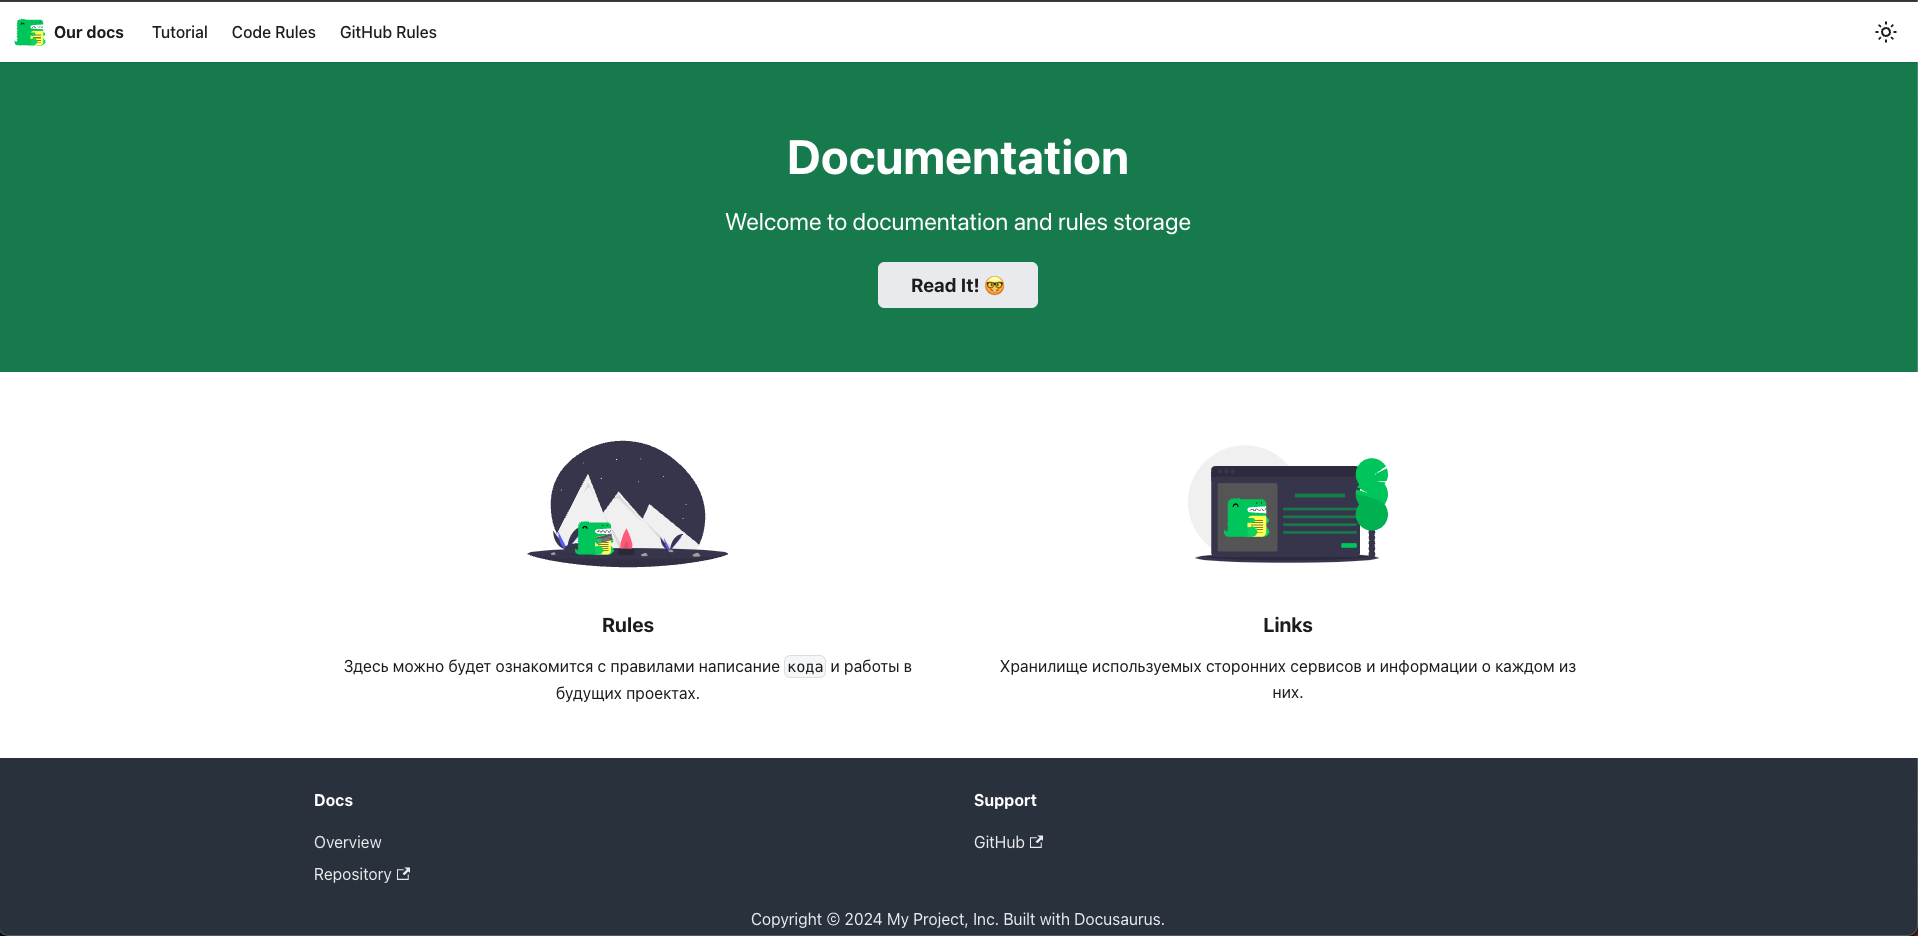 Our docs Tutorial Code Rules GitHub Rules
Documentation
Welcome to documentation and rules storage
Read It! 🤓
Rules
Здесь можно будет ознакомится с правилами написание кода и работы в
будущих проектах.
Links
Хранилище используемых сторонних сервисов и информации о каждом из
них.
Docs
Overview
Repository
Support
GitHub
Copyright © 2024 My Project, Inc. Built with Docusaurus.